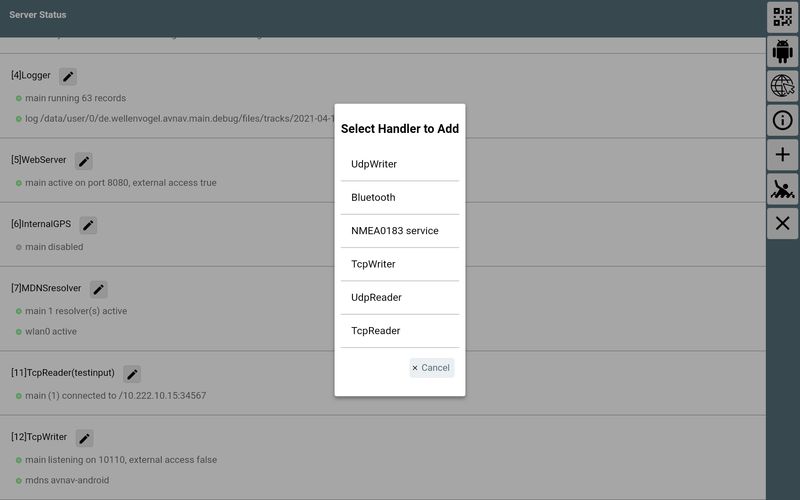 Server Status
[4]Logger
main running 63 records
log /data/user/0/de.wellenvogel.avnav.main.debug/files/tracks/2021-04-1
[5]WebServer
main active on port 8080, external access true
[6]InternalGPS
main disabled
[7]MDNSresolver
main 1 resolver(s) active
wlan0 active
[11]TcpReader(testinput)
main (1) connected to /10.222.10.15:34567
[12]TcpWriter
main listening on 10110, external access false
mdns avnav-android
Select Handler to Add
UdpWriter
Bluetooth
NMEA0183 service
TcpWriter
UdpReader
TcpReader
× Cancel